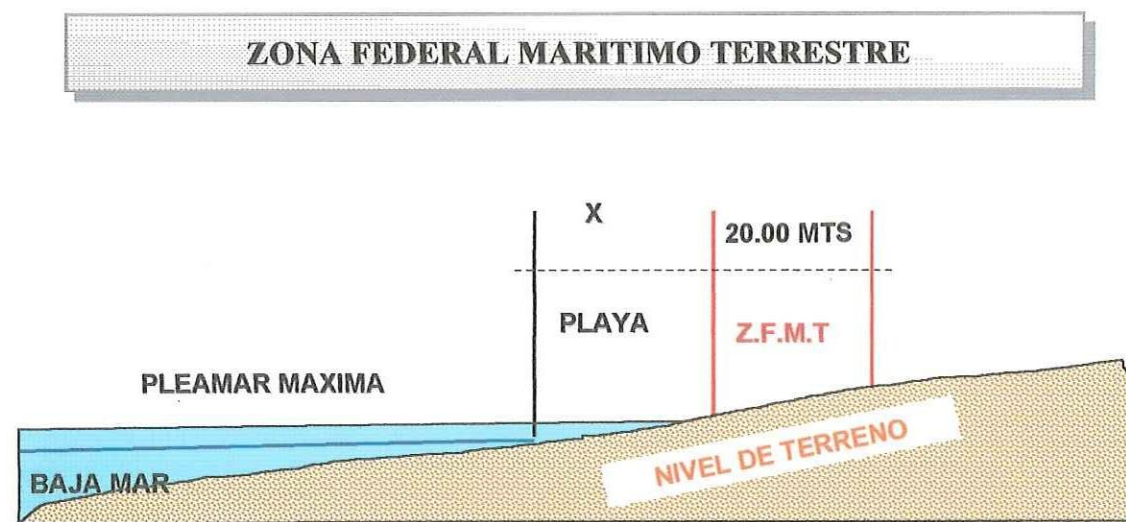 ZONA FEDERAL MARITIMO TERRESTRE
X
20.00 MTS
PLAYA
Z.F.M.T
PLEAMAR MAXIMA
BAJA MAR
NIVEL DE TERRENO